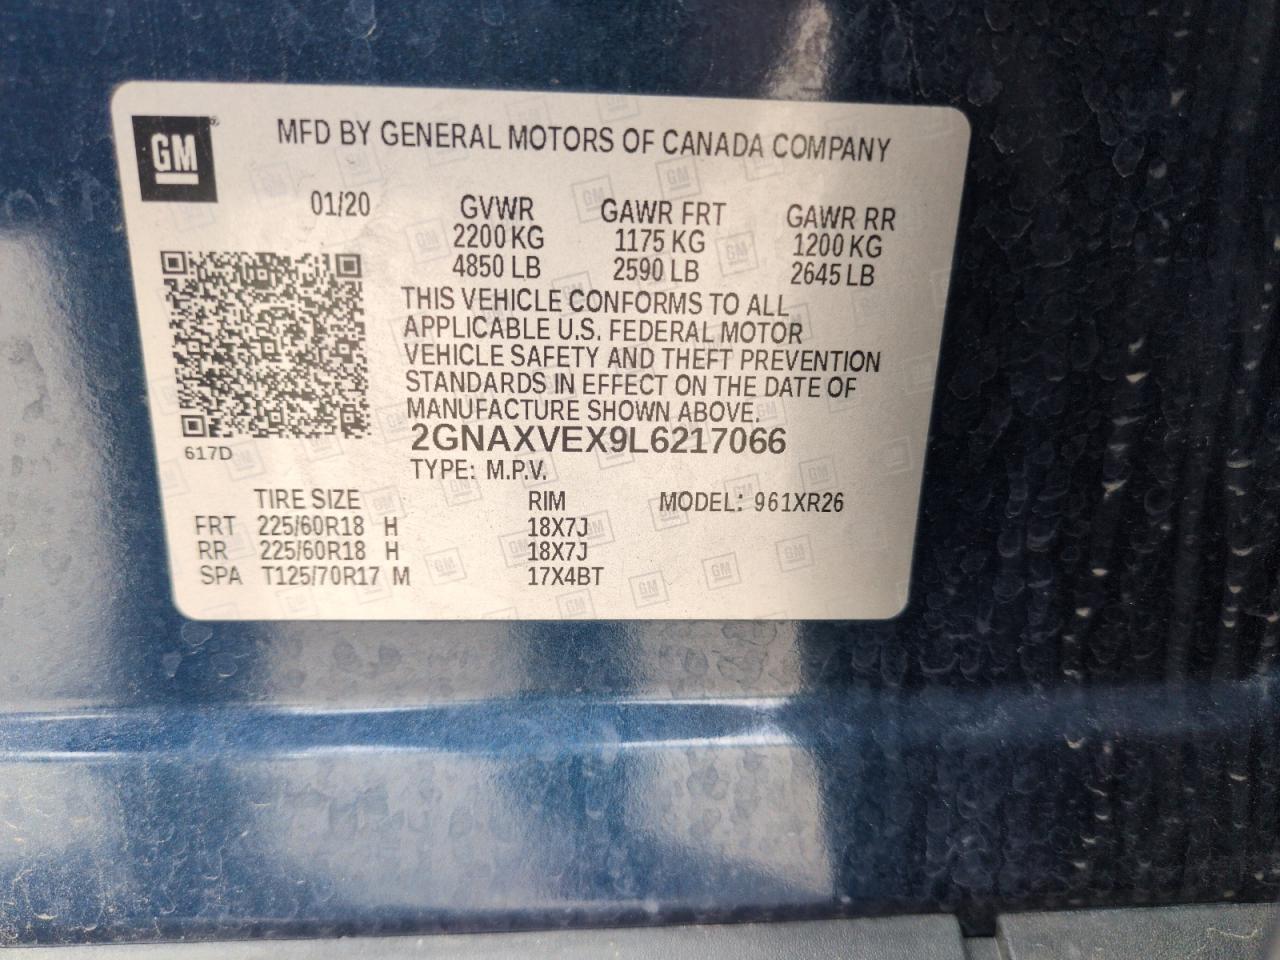 GM®
MFD BY GENERAL MOTORS OF CANADA COMPANY
01/20 GVWR GAWR FRT GAWR RR
2200 KG 1175 KG 1200 KG
4850 LB 2590 LB 2645 LB
THIS VEHICLE CONFORMS TO ALL
APPLICABLE U.S. FEDERAL MOTOR
VEHICLE SAFETY AND THEFT PREVENTION
STANDARDS IN EFFECT ON THE DATE OF
MANUFACTURE SHOWN ABOVE.
2GNAXVEX9L6217066
617D
TYPE: M.P.V.
TIRE SIZE RIM MODEL: 961XR26
FRT 225/60R18 H 18X7J
RR 225/60R18 H 18X7J
SPA T125/70R17 M 17X4BT